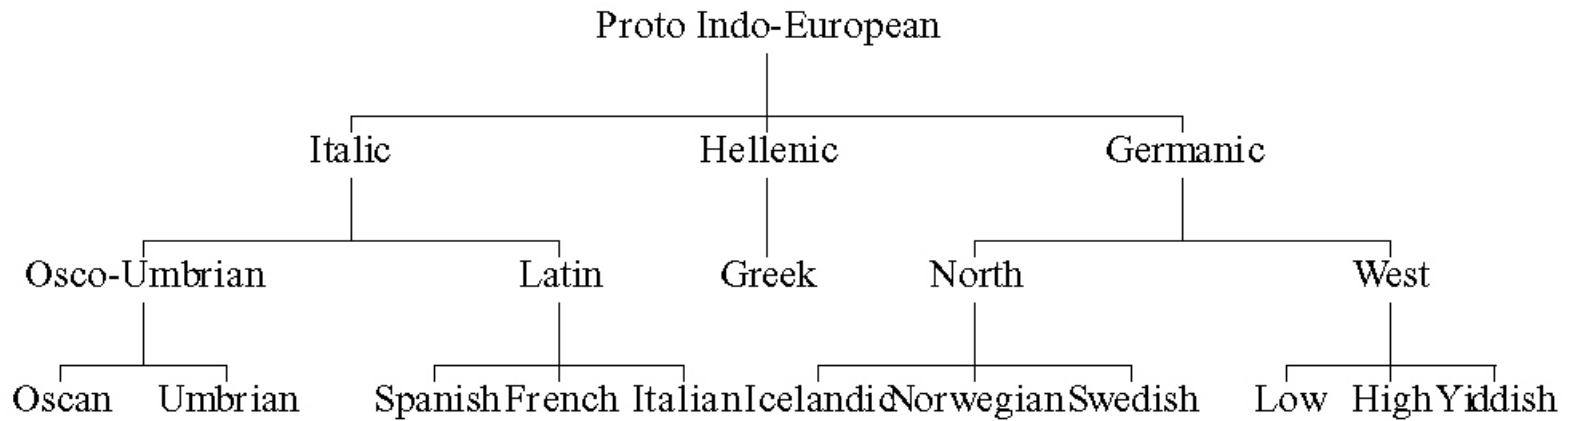 Proto Indo-European
Italic Hellenic Germanic
Osco-Umbrian Latin Greek North West
Oscan Umbrian Spanish French Italian Icelandic Norwegian Swedish Low High Yiddish